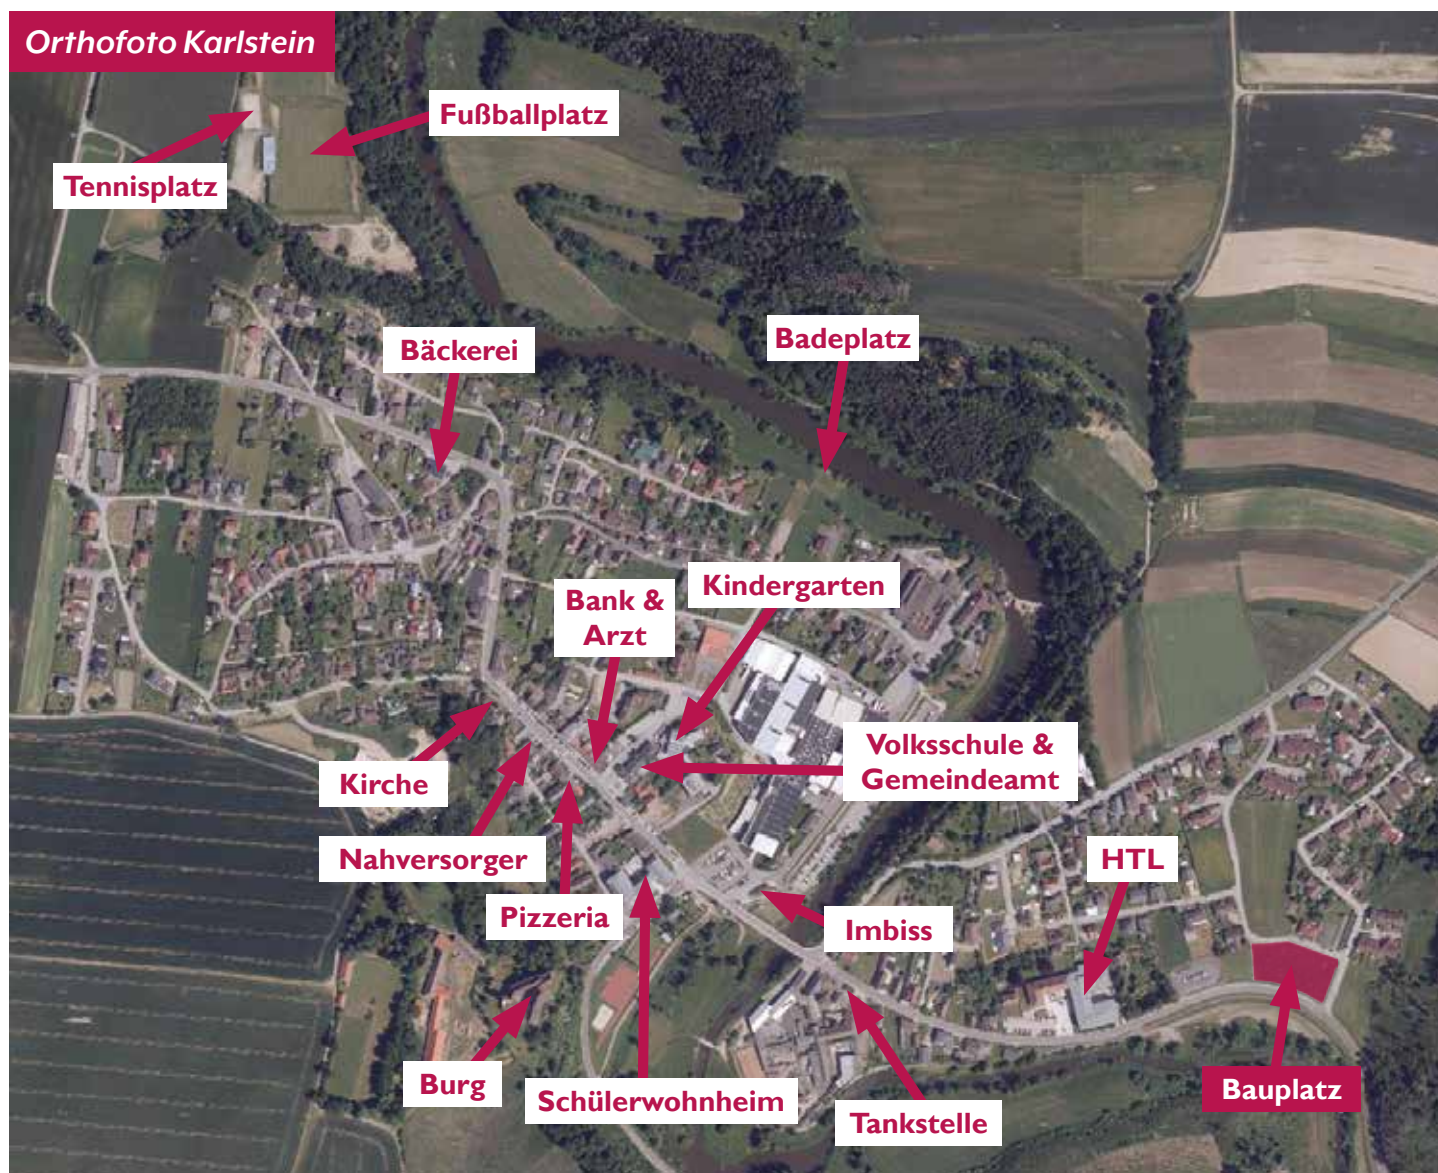 Orthofoto Karlstein
Fußballplatz
Tennisplatz
Badeplatz
Bäckerei
Kindergarten
Bank &
Arzt
Volksschule &
Gemeindeamt
Kirche
Nahversorger
HTL
Pizzeria
Imbiss
Burg
Bauplatz
Schülerwohnheim
Tankstelle